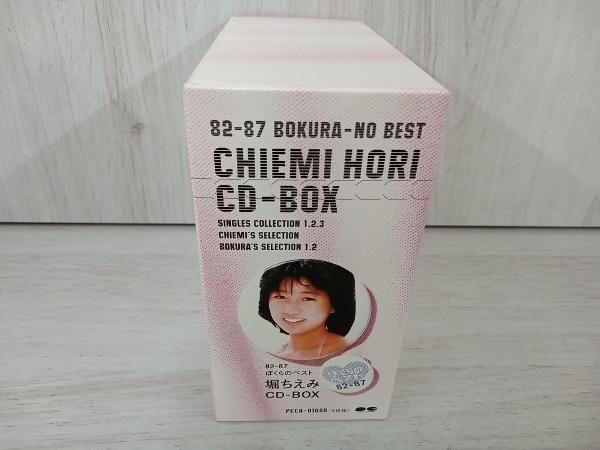 82-87 BOKURA-NO BEST
CHIEMI HORI
CD-BOX
SINGLES COLLECTION 1.2.3
CHIEMI'S SELECTION
BOKURA'S SELECTION 1.2
82-87
ぼくらのベスト
堀ちえみ
CD-BOX
82-87
PCCA-01680